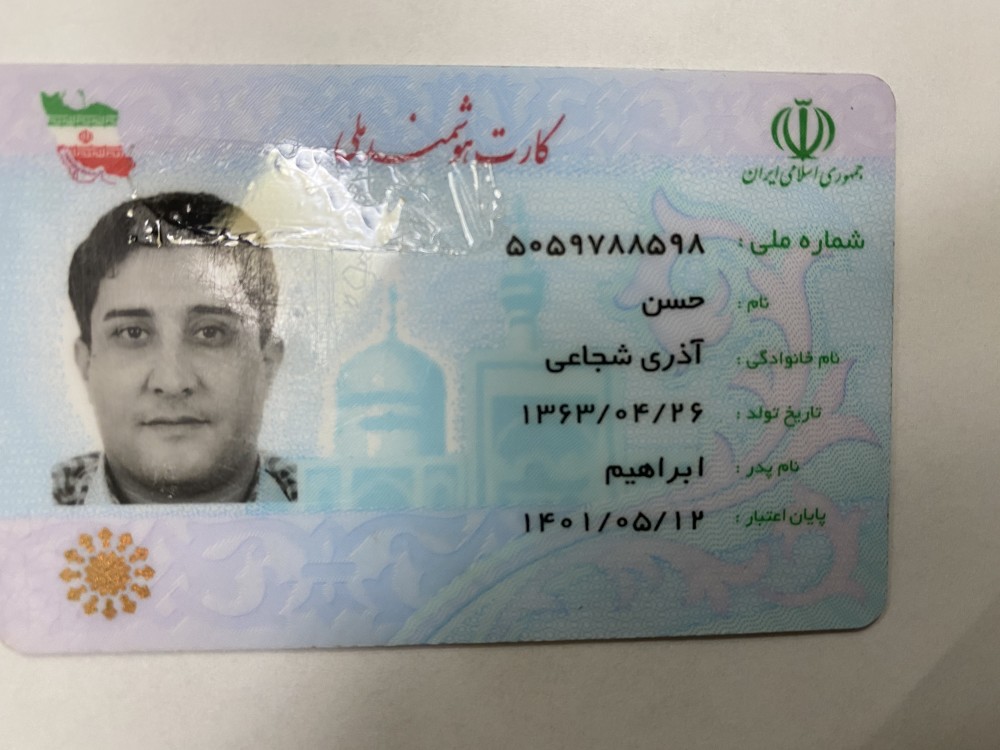 کارت هوشمند ملی
جمهوری اسلامی ایران
شماره ملی : ۵۰۵۹۷۸۸۵۹۸
نام : حسن
نام خانوادگی : آذری شجاعی
تاریخ تولد : ۱۳۶۳/۰۴/۲۶
نام پدر : ابراهیم
پایان اعتبار : ۱۴۰۱/۰۵/۱۲